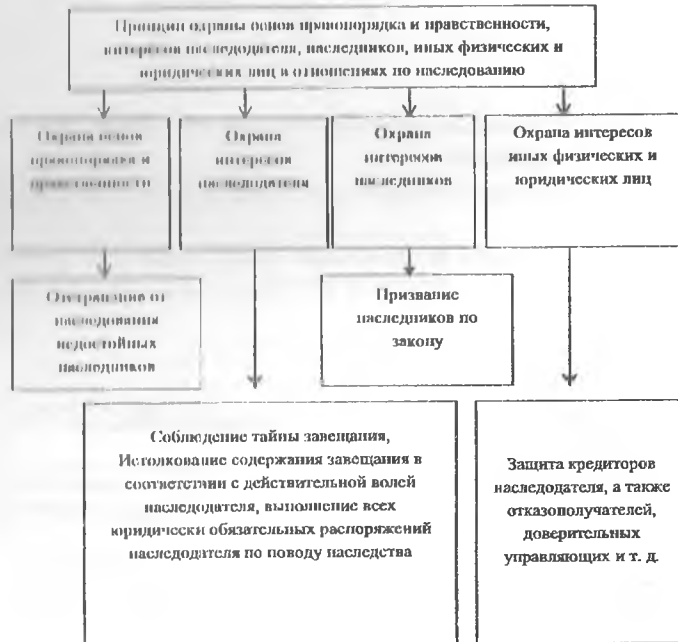 Принцип охраны основ правопорядка и нравственности,
интересов наследодателя, наследников, иных физических и
юридических лиц в отношениях по наследованию
Охрана основ
правопорядка и
нравственности
Охрана
интересов
наследодателя
Охрана
интересов
наследников
Охрана интересов
иных физических и
юридических лиц
Отстранение от
наследования
недостойных
наследников
Призвание
наследников по
закону
Соблюдение тайны завещания,
Истолкование содержания завещания в
соответствии с действительной волей
наследодателя, выполнение всех
юридически обязательных распоряжений
наследодателя по поводу наследства
Защита кредиторов
наследодателя, а также
отказополучателей,
доверительных
управляющих и т. д.